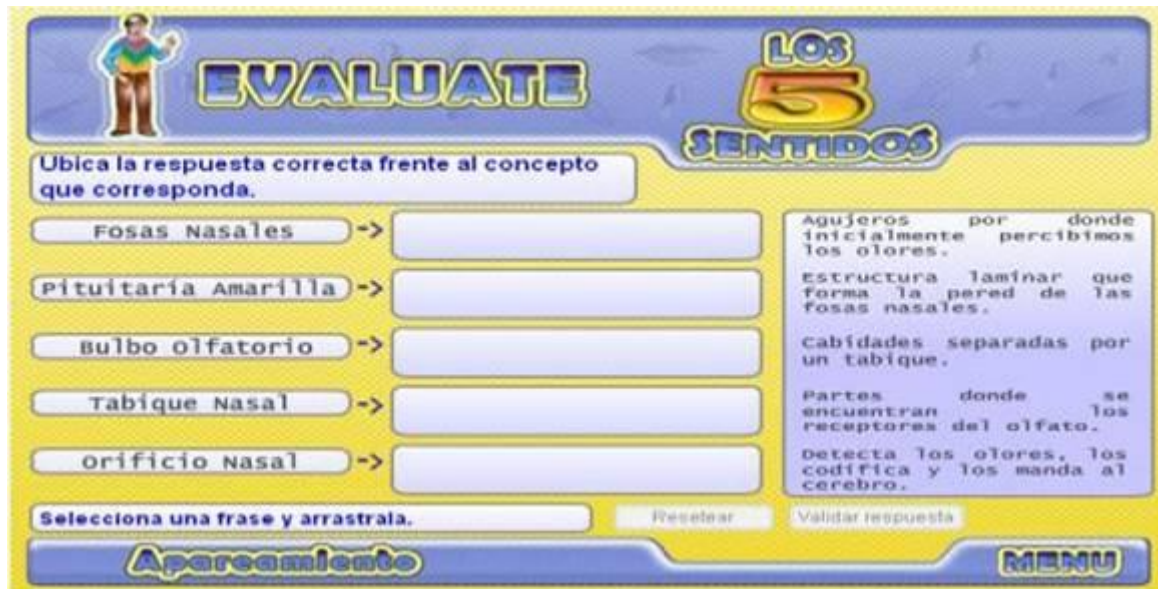 EVALUATE
LOS
5
SENTIDOS
Ubica la respuesta correcta frente al concepto
que corresponda.
Fosas Nasales ->
Pituitaría Amarilla ->
Bulbo Olfatorio ->
Tabique Nasal ->
Orificio Nasal ->
Agujeros por donde
inicialmente percibimos
los olores.
Estructura laminar que
forma la pered de las
fosas nasales.
Cabidades separadas por
un tabique.
Partes donde se
encuentran los
receptores del olfato.
Detecta los olores, los
codifica y los manda al
cerebro.
Selecciona una frase y arrastrala.
Resetear
Validar respuesta
Apareamiento
MENU